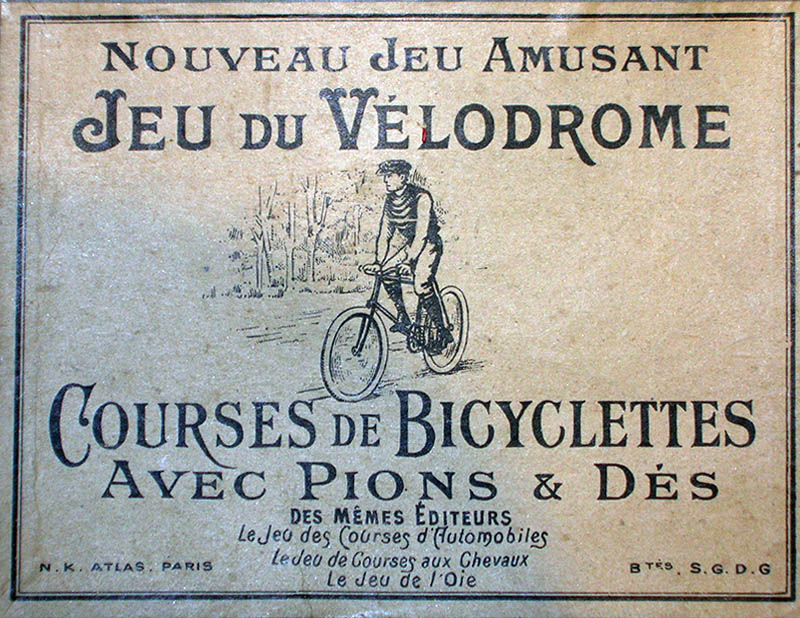 NOUVEAU JEU AMUSANT
JEU DU VÉLODROME
COURSES DE BICYCLETTES
AVEC PIONS & DÉS
DES MÊMES ÉDITEURS
Le Jeu des Courses d'Automobiles
Le Jeu de Courses aux Chevaux
Le Jeu de l'Oie
N.K. ATLAS. PARIS
BTÉS. S.G.D.G